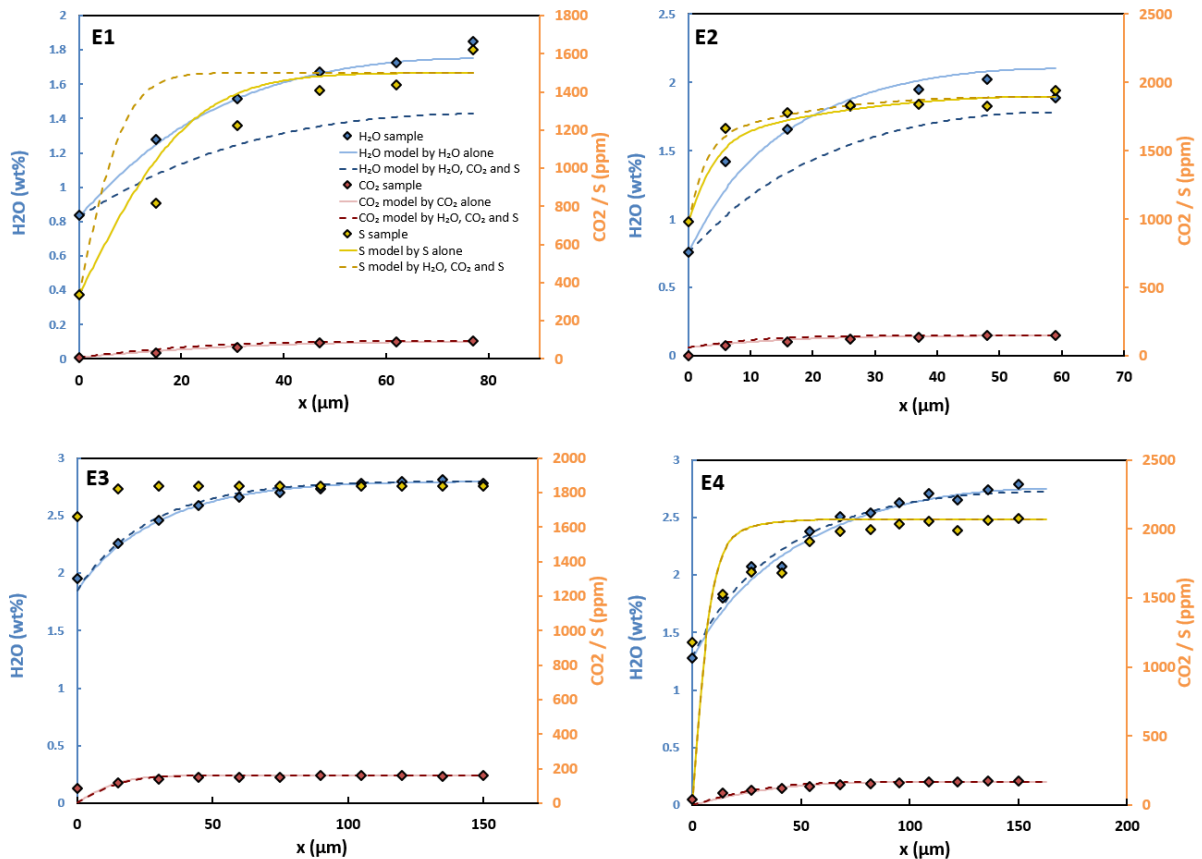 E1
H2O (wt%)
2
1.8
1.6
1.4
1.2
1
0.8
0.6
0.4
0.2
0
1800
1600
1400
1200
1000
800
600
400
200
0
CO2 / S (ppm)
H₂O sample
H₂O model by H₂O alone
H₂O model by H₂O, CO₂ and S
CO₂ sample
CO₂ model by CO₂ alone
CO₂ model by H₂O, CO₂ and S
S sample
S model by S alone
S model by H₂O, CO₂ and S
0 20 40 60 80
x (µm)
E2
H2O (wt%)
2.5
2
1.5
1
0.5
0
2500
2000
1500
1000
500
0
CO2 / S (ppm)
0 10 20 30 40 50 60 70
x (µm)
E3
H2O (wt%)
3
2.5
2
1.5
1
0.5
0
2000
1800
1600
1400
1200
1000
800
600
400
200
0
CO2 / S (ppm)
0 50 100 150
x (µm)
E4
H2O (wt%)
3
2.5
2
1.5
1
0.5
0
2500
2000
1500
1000
500
0
CO2 / S (ppm)
0 50 100 150 200
x (µm)